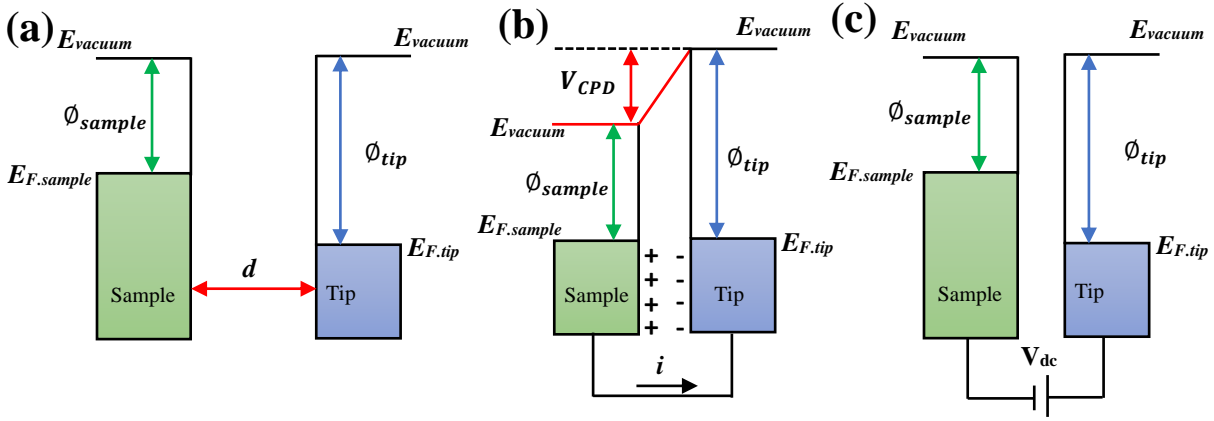 (a)
E_vacuum
E_vacuum
∅_sample
∅_tip
E_F.sample
E_F.tip
d
Sample
Tip
(b)
E_vacuum
V_CPD
E_vacuum
∅_tip
∅_sample
E_F.sample
E_F.tip
+ -
+ -
Sample
Tip
+ -
+ -
i
(c)
E_vacuum
E_vacuum
∅_sample
∅_tip
E_F.sample
E_F.tip
Sample
Tip
V_dc